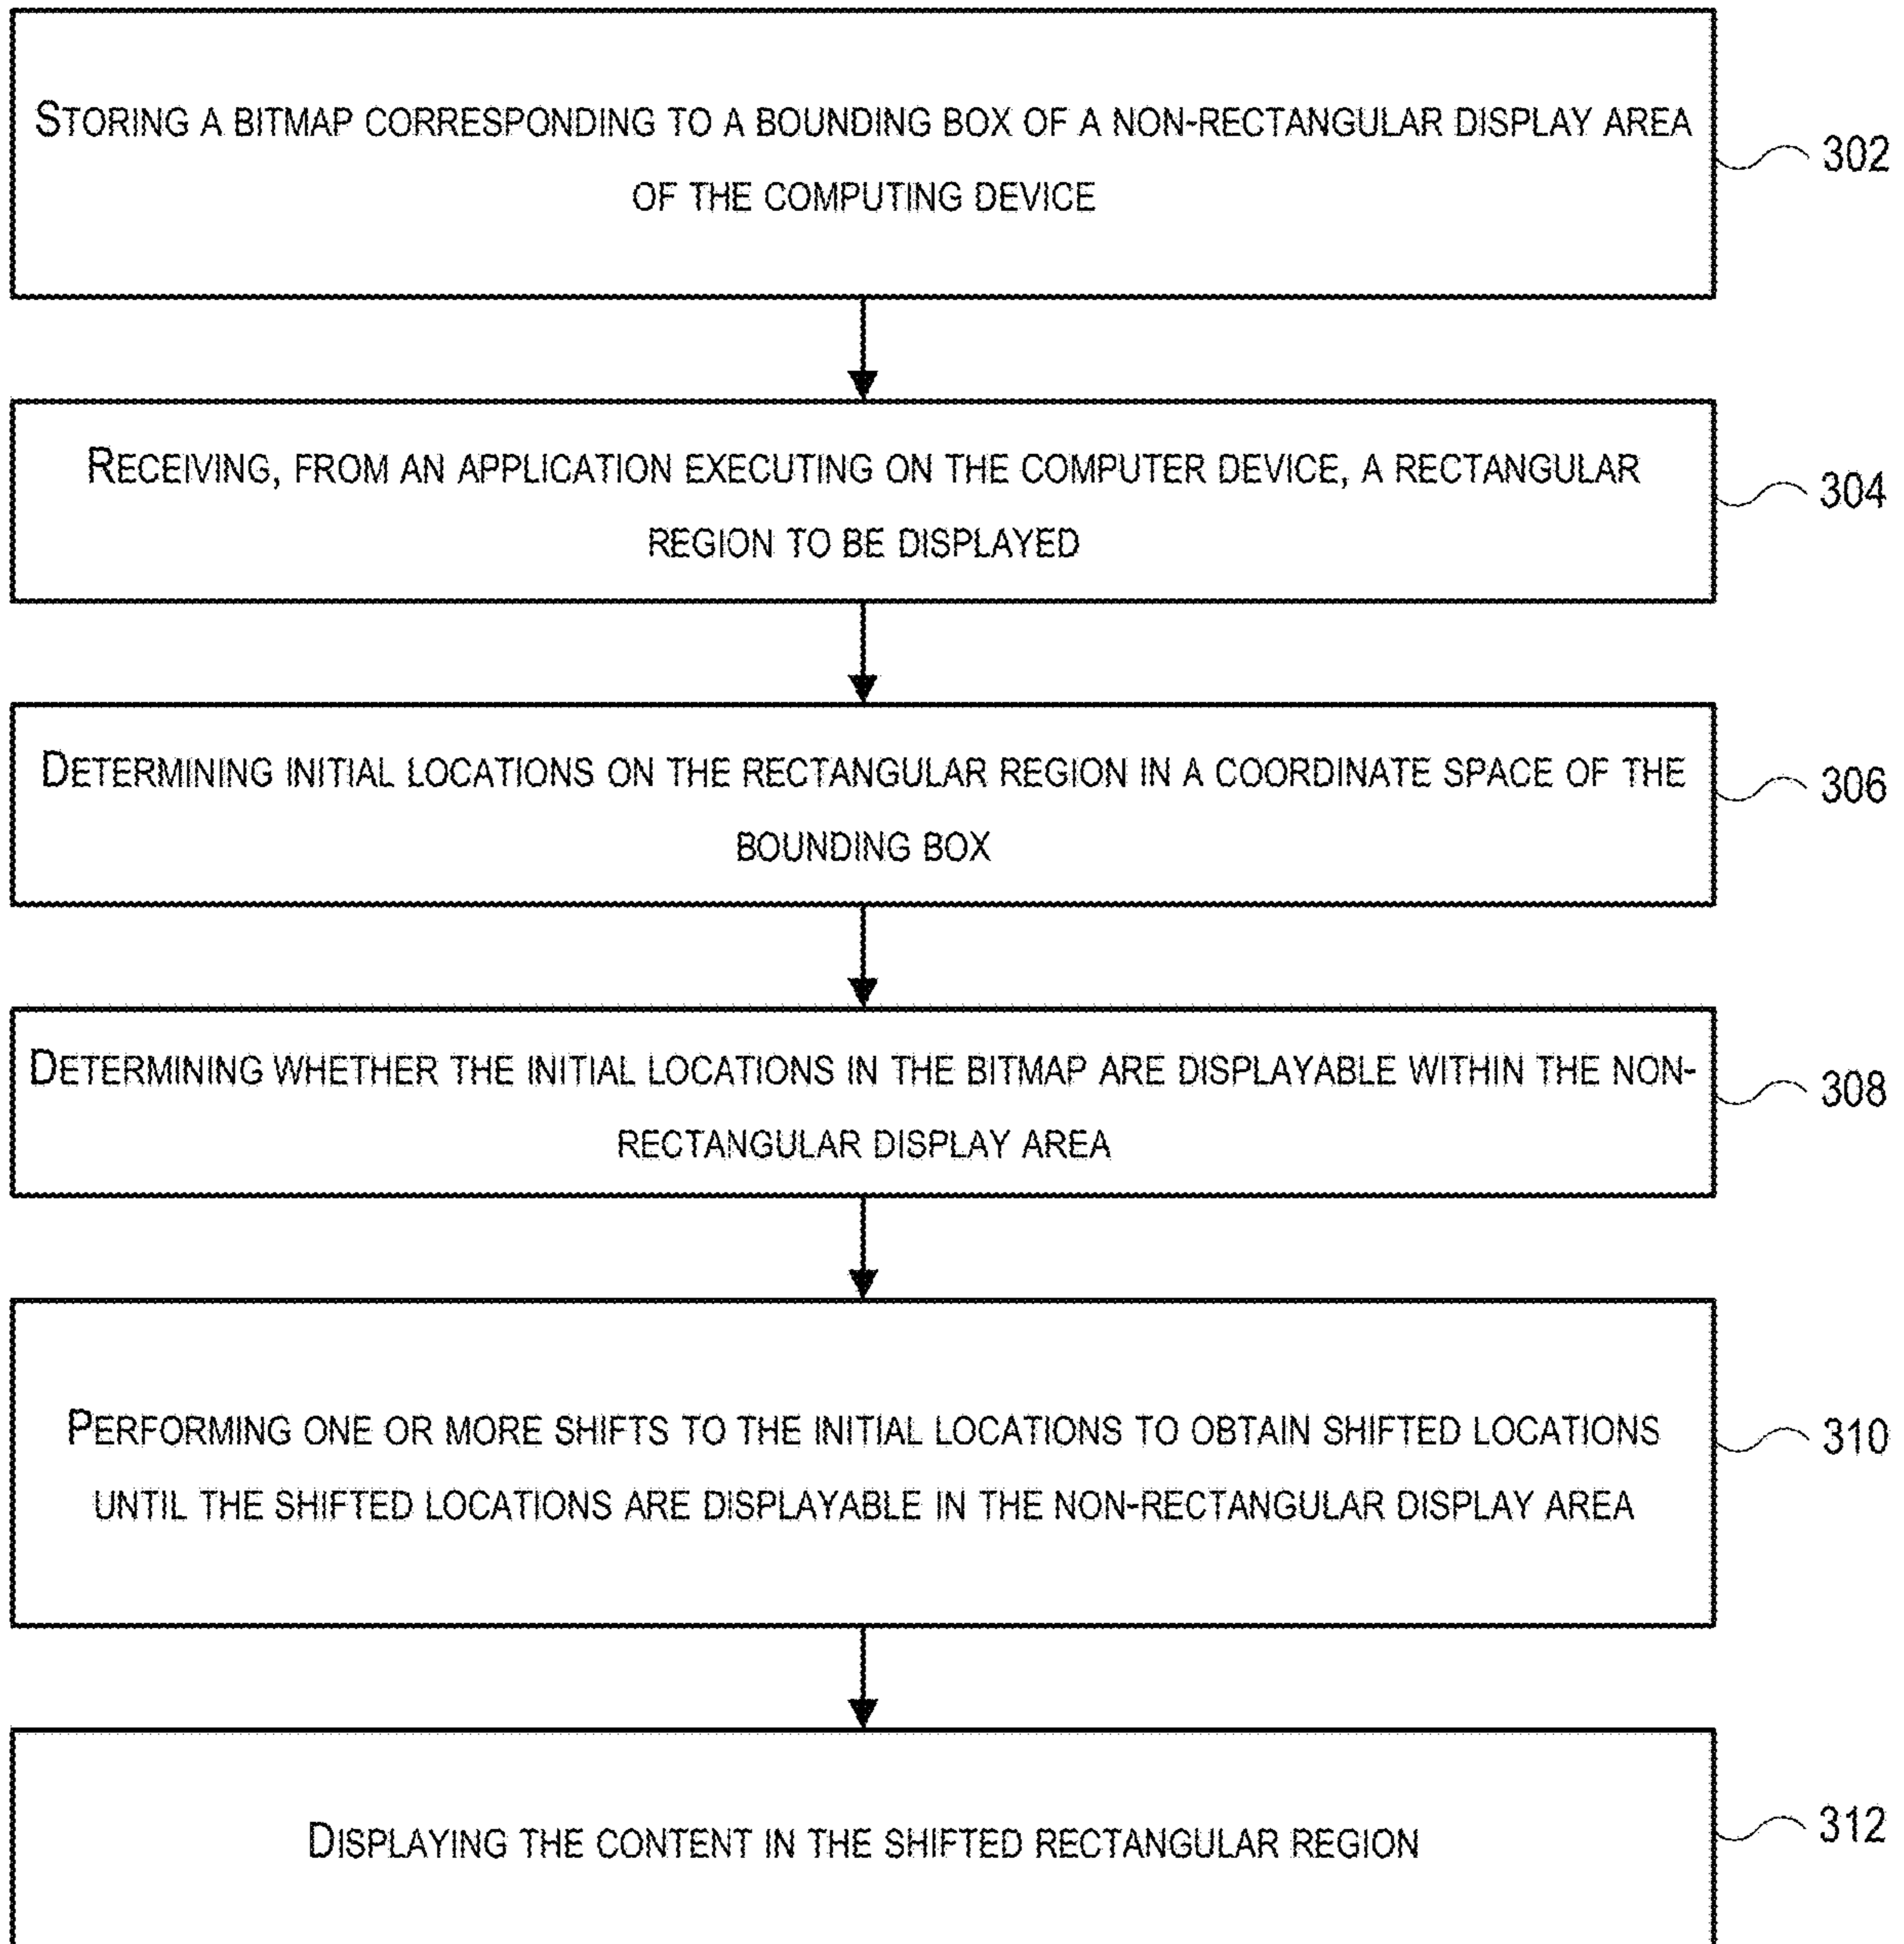 STORING A BITMAP CORRESPONDING TO A BOUNDING BOX OF A NON-RECTANGULAR DISPLAY AREA
OF THE COMPUTING DEVICE
302
RECEIVING, FROM AN APPLICATION EXECUTING ON THE COMPUTER DEVICE, A RECTANGULAR
REGION TO BE DISPLAYED
304
DETERMINING INITIAL LOCATIONS ON THE RECTANGULAR REGION IN A COORDINATE SPACE OF THE
BOUNDING BOX
306
DETERMINING WHETHER THE INITIAL LOCATIONS IN THE BITMAP ARE DISPLAYABLE WITHIN THE NON-
RECTANGULAR DISPLAY AREA
308
PERFORMING ONE OR MORE SHIFTS TO THE INITIAL LOCATIONS TO OBTAIN SHIFTED LOCATIONS
UNTIL THE SHIFTED LOCATIONS ARE DISPLAYABLE IN THE NON-RECTANGULAR DISPLAY AREA
310
DISPLAYING THE CONTENT IN THE SHIFTED RECTANGULAR REGION
312